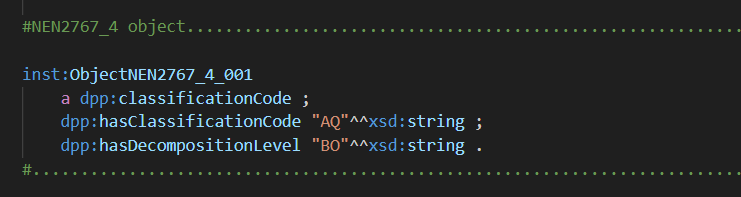 #NEN2767_4 object......................................................................
inst:ObjectNEN2767_4_001
a dpp:classificationCode ;
dpp:hasClassificationCode "AQ"^^xsd:string ;
dpp:hasDecompositionLevel "BO"^^xsd:string .
#.........................................................................................